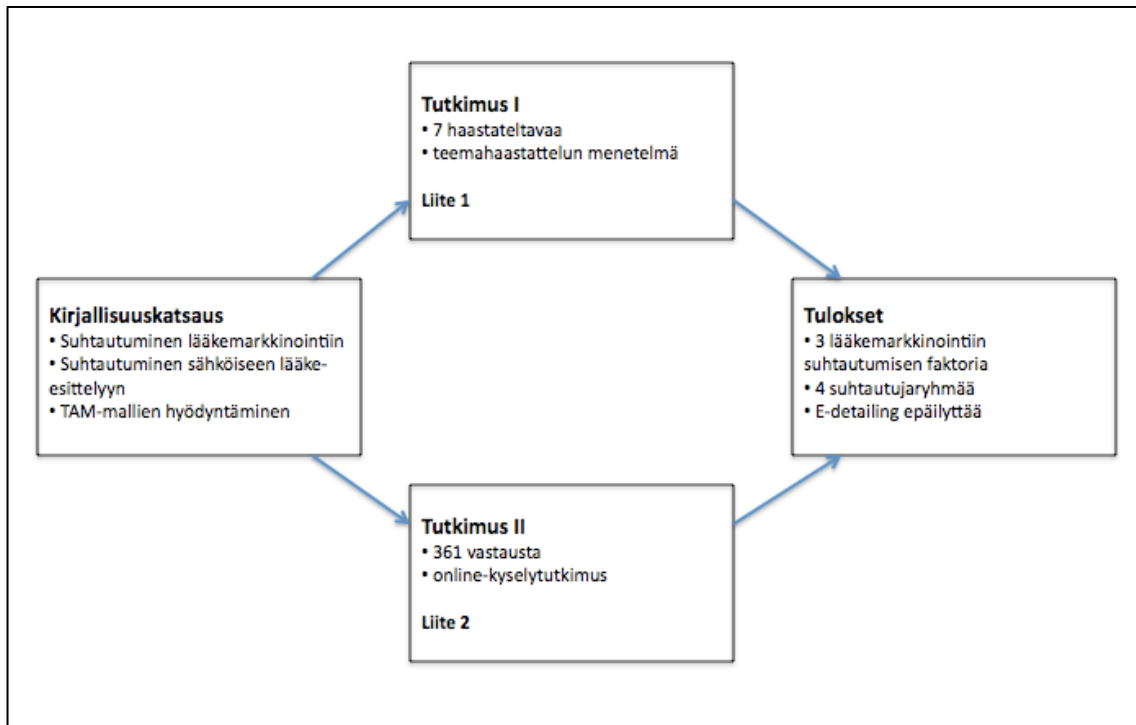 Tutkimus I
• 7 haastateltavaa
• teemahaastattelun menetelmä
Liite 1
Kirjallisuuskatsaus
• Suhtautuminen lääkemarkkinointiin
• Suhtautuminen sähköiseen lääke-
esittelyyn
• TAM-mallien hyödyntäminen
Tulokset
• 3 lääkemarkkinointiin
suhtautumisen faktoria
• 4 suhtautujaryhmää
• E-detailing epäilyttää
Tutkimus II
• 361 vastausta
• online-kyselytutkimus
Liite 2